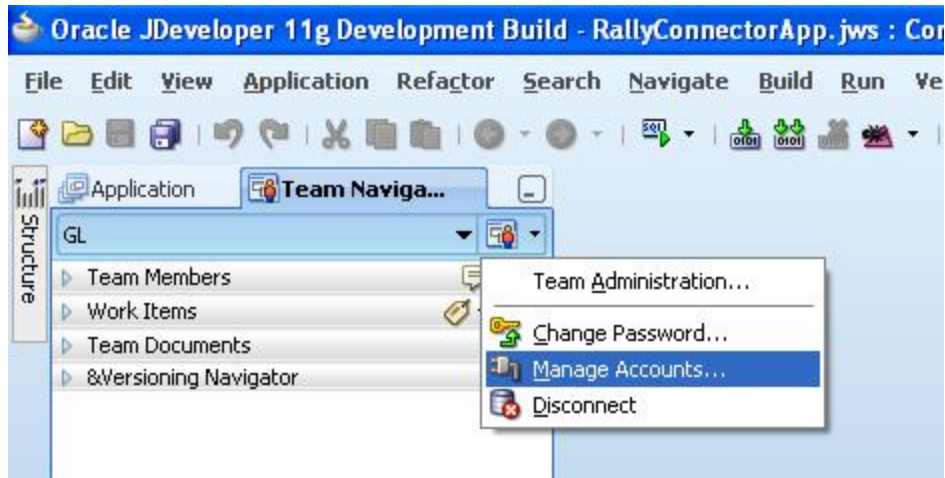 Oracle JDeveloper 11g Development Build - RallyConnectorApp.jws : Cor
File Edit View Application Refactor Search Navigate Build Run Ve
Application Team Naviga...
Structure
GL
Team Members
Team Administration...
Work Items
Change Password...
Team Documents
Manage Accounts...
&Versioning Navigator
Disconnect